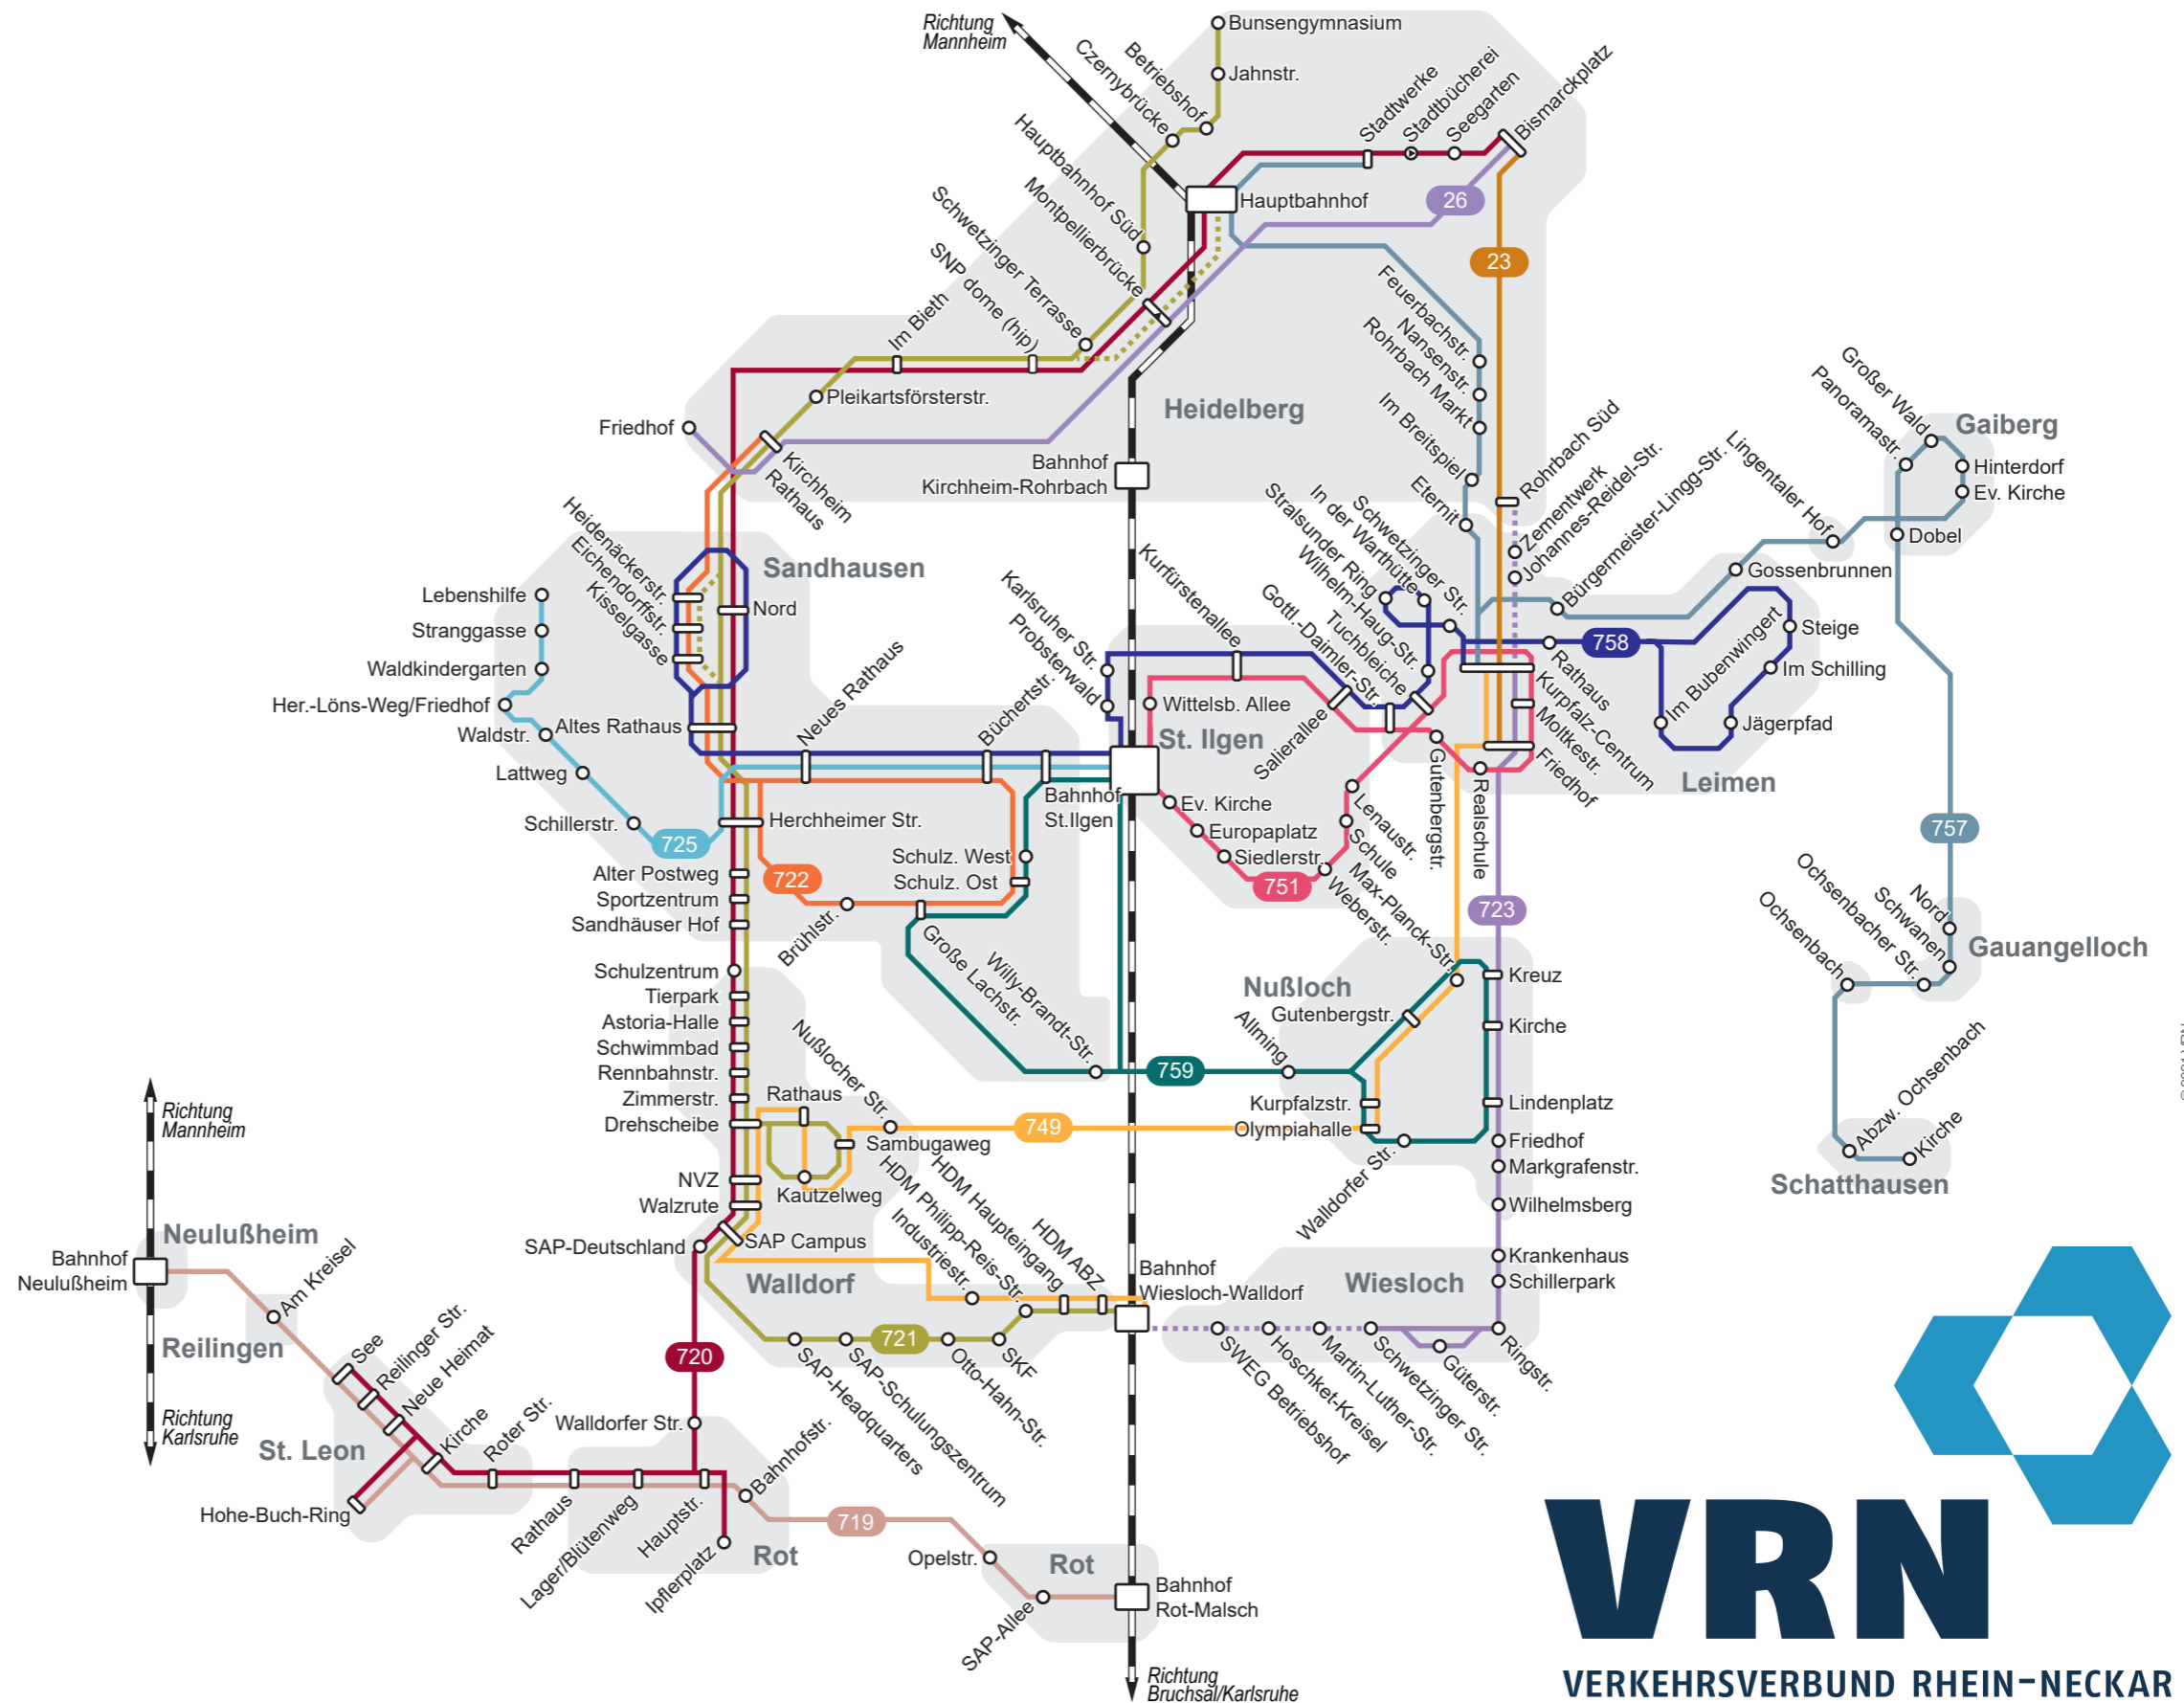 Richtung
Mannheim
Bunsengymnasium
Jahnstr.
Betriebshof
Czernybrücke
Hauptbahnhof Süd
Montpellierbrücke
Schwetzinger Terrasse
SNP dome (hip)
Im Bieth
Pleikartsförsterstr.
Stadtwerke
Stadtbücherei
Seegarten
Bismarckplatz
Hauptbahnhof
26
23
Feuerbachstr.
Nansenstr.
Rohrbach Markt
Im Breitspiel
Eternit
Friedhof
Kirchheim
Rathaus
Heidelberg
Bahnhof
Kirchheim-Rohrbach
Rohrbach Süd
Zementwerk
Johannes-Reidel-Str.
Bürgermeister-Lingg-Str.
Lingentaler Hof
Gossenbrunnen
Panoramastr.
Großer Wald
Gaiberg
Hinterdorf
Ev. Kirche
Dobel
Heidenäckerstr.
Eichendorffstr.
Kisselgasse
Sandhausen
Nord
Lebenshilfe
Stranggasse
Waldkindergarten
Her.-Löns-Weg/Friedhof
Waldstr.
Lattweg
Schillerstr.
725
Altes Rathaus
Neues Rathaus
Büchertstr.
Karlsruher Str.
Probsterwald
Kurfürstenallee
Wittelsb. Allee
St. Ilgen
Bahnhof
St.Ilgen
Salierallee
Gottl.-Daimler-Str.
Tuchbleiche
Wilhelm-Haug-Str.
Stralsunder Ring
In der Warthütte
Schwetzinger Str.
758
Rathaus
Kurpfalz-Centrum
Moltkestr.
Friedhof
Steige
Im Schilling
Im Bubenwingert
Jägerpfad
Leimen
Gutenbergstr.
Realschule
Lenaustr.
Schule
Weberstr.
Ev. Kirche
Europaplatz
Siedlerstr.
751
Herchheimer Str.
722
Alter Postweg
Sportzentrum
Sandhäuser Hof
Schulz. West
Schulz. Ost
Brühlstr.
Große Lachstr.
Willy-Brandt-Str.
759
Schulzentrum
Tierpark
Astoria-Halle
Schwimmbad
Rennbahnstr.
Zimmerstr.
Drehscheibe
Rathaus
Nußlocher Str.
Sambugaweg
Kautzelweg
749
NVZ
Walzrute
SAP-Deutschland
SAP Campus
Walldorf
Max-Planck-Str.
Nußloch
Gutenbergstr.
Allming
Kurpfalzstr.
Olympiahalle
Walldorfer Str.
723
Kreuz
Kirche
Lindenplatz
Friedhof
Markgrafenstr.
Wilhelmsberg
Krankenhaus
Schillerpark
Wiesloch
757
Nord
Schwanen
Ochsenbacher Str.
Ochsenbach
Gauangelloch
Abzw. Ochsenbach
Kirche
Schatthausen
Industriestr.
HDM Philipp-Reis-Str.
HDM Haupteingang
HDM ABZ
Bahnhof
Wiesloch-Walldorf
721
SAP-Headquarters
SAP-Schulungszentrum
Otto-Hahn-Str.
SKF
SWEG Betriebshof
Hoschket-Kreisel
Martin-Luther-Str.
Schwetzinger Str.
Güterstr.
Ringstr.
Richtung
Mannheim
Neulußheim
Bahnhof
Neulußheim
Am Kreisel
Reilingen
Richtung
Karlsruhe
See
Reilinger Str.
Neue Heimat
Kirche
Roter Str.
St. Leon
Hohe-Buch-Ring
720
Walldorfer Str.
Rathaus
Lager/Blütenweg
Hauptstr.
Ipflerplatz
Bahnhofstr.
Rot
719
Opelstr.
SAP-Allee
Rot
Bahnhof
Rot-Malsch
Richtung
Bruchsal/Karlsruhe
VRN
VERKEHRSVERBUND RHEIN-NECKAR